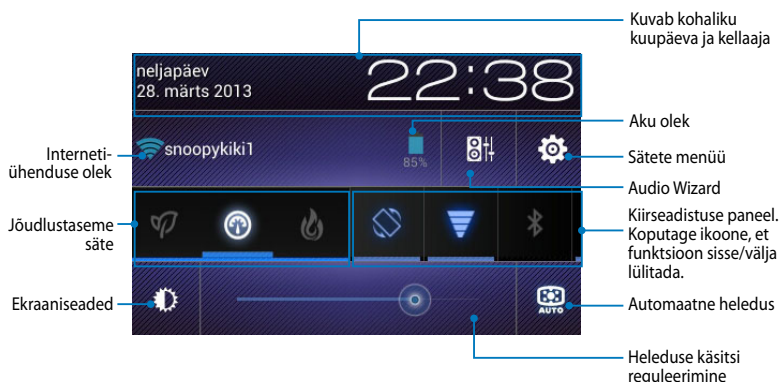 Kuvab kohaliku
kuupäeva ja kellaaja
neljapäev
28. märts 2013
22:38
Aku olek
snoopykiki1
85%
Interneti-
ühenduse olek
Sätete menüü
Audio Wizard
Jõudlustaseme
säte
Kiirseadistuse paneel.
Koputage ikoone, et
funktsioon sisse/välja
lülitada.
Ekraaniseaded
AUTO
Automaatne heledus
Heleduse käsitsi
reguleerimine